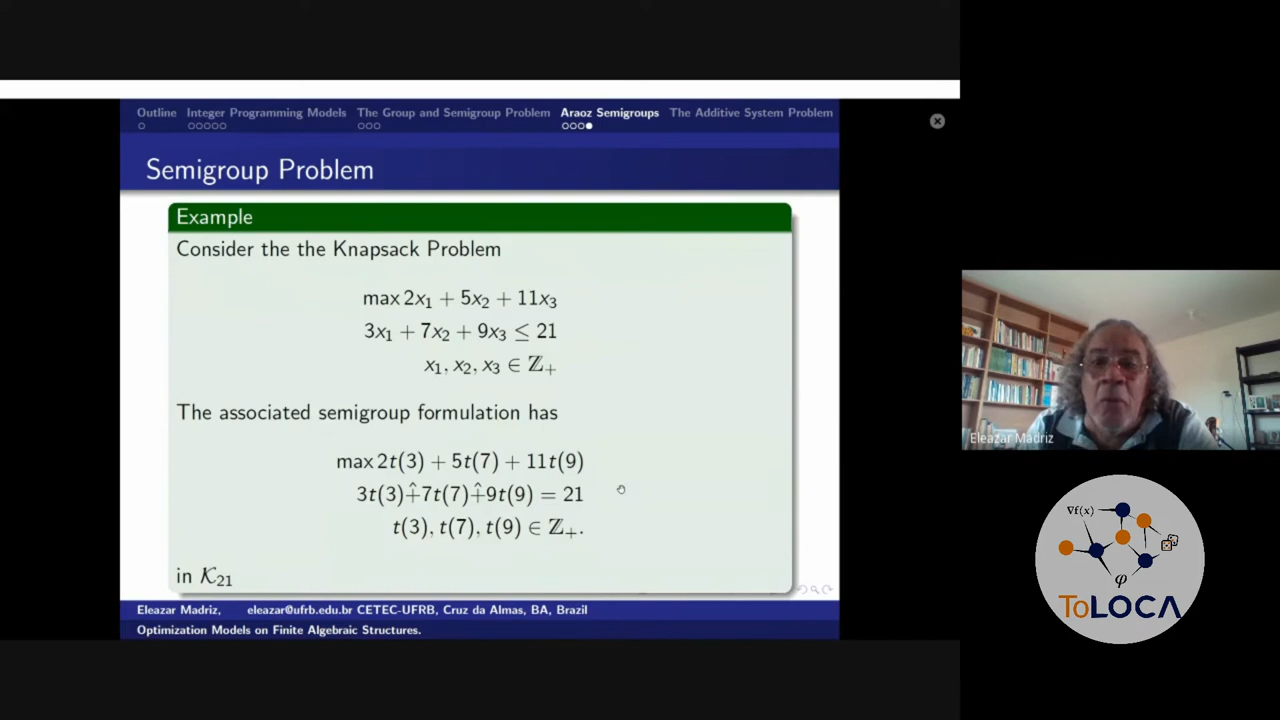 Outline Integer Programming Models The Group and Semigroup Problem Araoz Semigroups The Additive System Problem
Semigroup Problem
Example
Consider the the Knapsack Problem
max 2x₁ + 5x₂ + 11x₃
3x₁ + 7x₂ + 9x₃ ≤ 21
x₁, x₂, x₃ ∈ ℤ₊
The associated semigroup formulation has
max 2t(3) + 5t(7) + 11t(9)
3t(3)+̂7t(7)+̂9t(9) = 21
t(3), t(7), t(9) ∈ ℤ₊.
in 𝒦₂₁
Eleazar Madriz, eleazar@ufrb.edu.br CETEC-UFRB, Cruz da Almas, BA, Brazil
Optimization Models on Finite Algebraic Structures.
Eleazar Madriz
∇f(x)
φ
ToLOCA